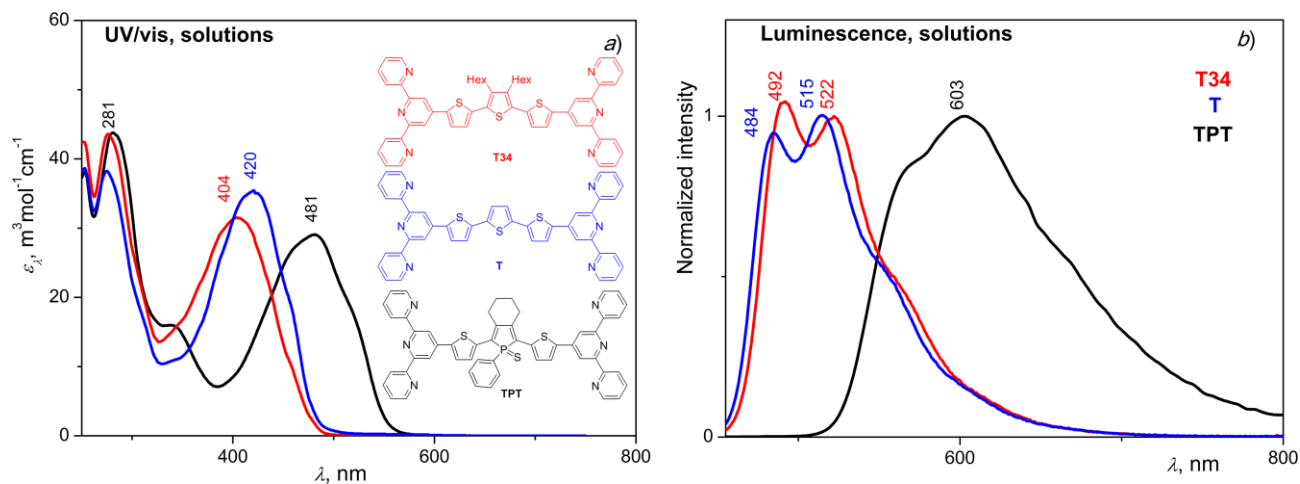 UV/vis, solutions
a)
60
40
20
0
ελ, m³mol⁻¹cm⁻¹
281
404
420
481
400
600
800
λ, nm
Hex Hex
N N
N S S S N
N N
T34
N N
N S S S N
N N
T
N N
N S S N
P=S
N N
TPT
Luminescence, solutions
b)
T34
T
TPT
484
492
515
522
603
1
0
Normalized intensity
600
800
λ, nm